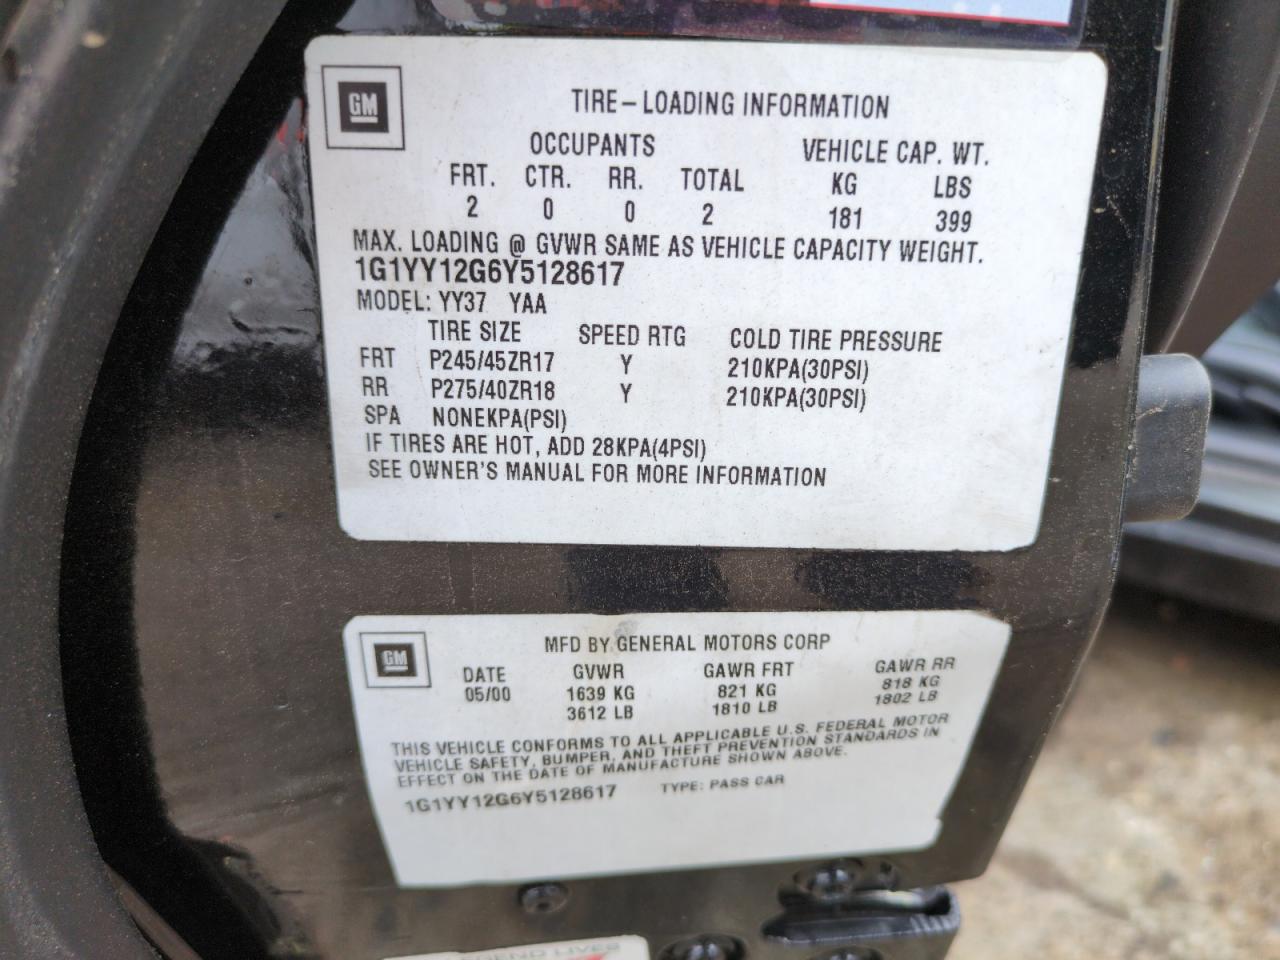 GM
TIRE-LOADING INFORMATION
OCCUPANTS VEHICLE CAP. WT.
FRT. CTR. RR. TOTAL KG LBS
2 0 0 2 181 399
MAX. LOADING @ GVWR SAME AS VEHICLE CAPACITY WEIGHT.
1G1YY12G6Y5128617
MODEL: YY37 YAA
TIRE SIZE SPEED RTG COLD TIRE PRESSURE
FRT P245/45ZR17 Y 210KPA(30PSI)
RR P275/40ZR18 Y 210KPA(30PSI)
SPA NONEKPA(PSI)
IF TIRES ARE HOT, ADD 28KPA(4PSI)
SEE OWNER'S MANUAL FOR MORE INFORMATION
GM
MFD BY GENERAL MOTORS CORP
DATE GVWR GAWR FRT GAWR RR
05/00 1639 KG 821 KG 818 KG
3612 LB 1810 LB 1802 LB
THIS VEHICLE CONFORMS TO ALL APPLICABLE U.S. FEDERAL MOTOR
VEHICLE SAFETY, BUMPER, AND THEFT PREVENTION STANDARDS IN
EFFECT ON THE DATE OF MANUFACTURE SHOWN ABOVE.
1G1YY12G6Y5128617 TYPE: PASS CAR
LIVES